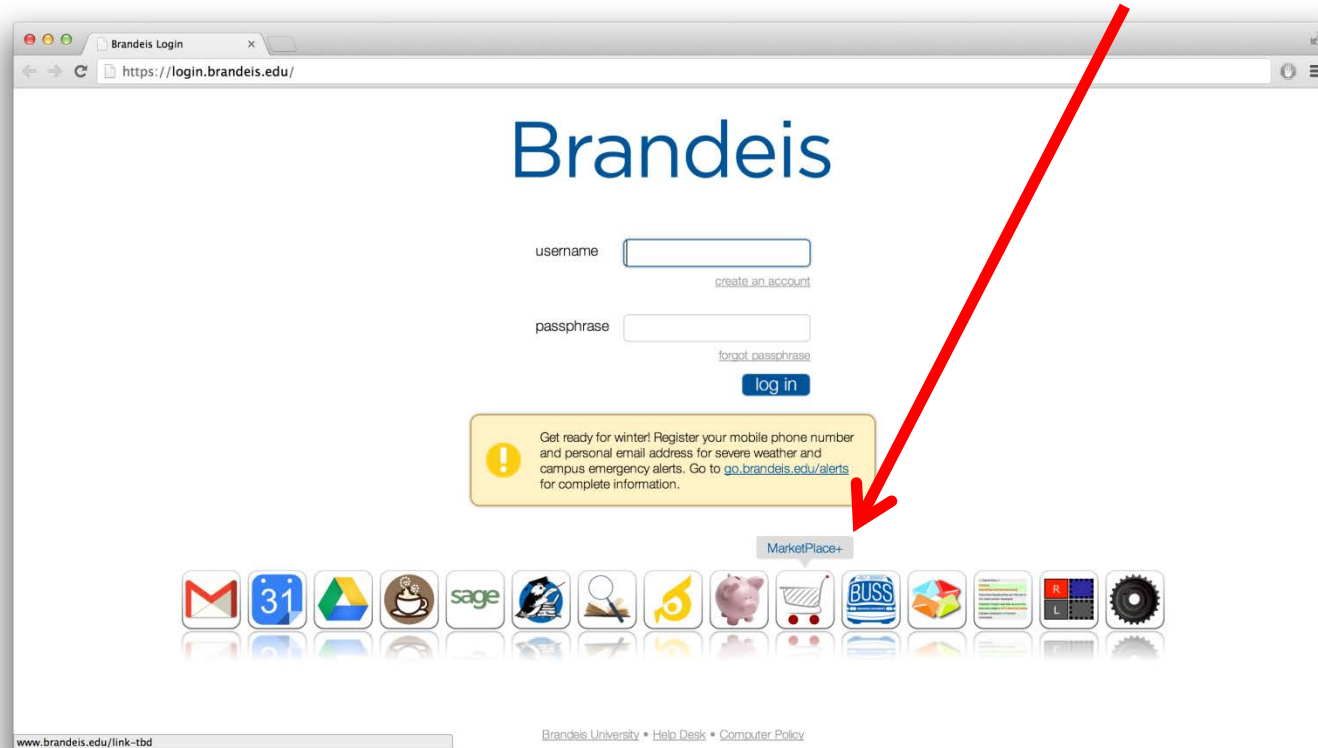 Brandeis Login
https://login.brandeis.edu/
Brandeis
username
create an account
passphrase
forgot passphrase
log in
Get ready for winter! Register your mobile phone number
and personal email address for severe weather and
campus emergency alerts. Go to go.brandeis.edu/alerts
for complete information.
MarketPlace+
31
sage
BUSS
R
L
Brandeis University • Help Desk • Computer Policy
www.brandeis.edu/link-tbd